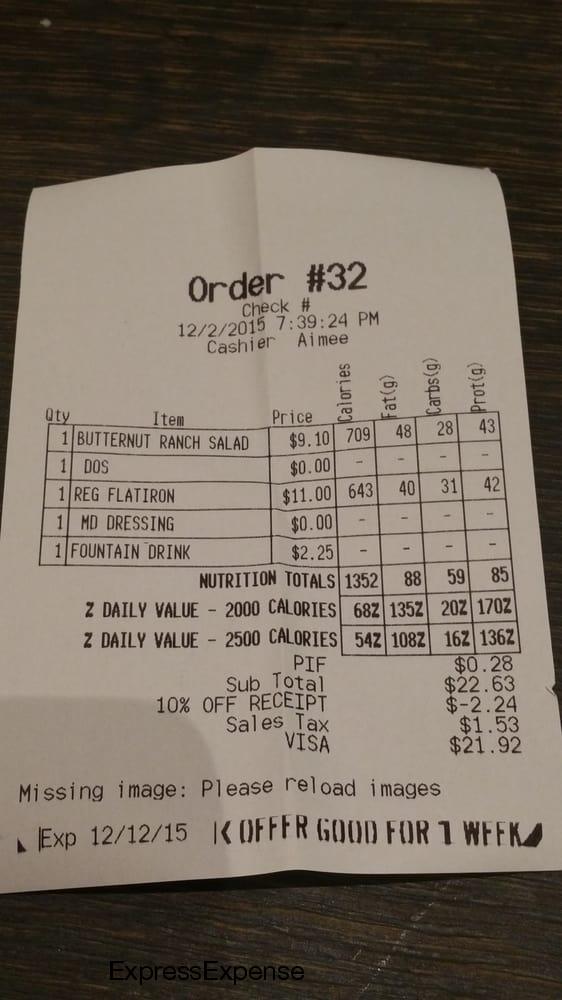 Order #32
Check #
12/2/2015 7:39:24 PM
Cashier Aimee
Qty Item Price Calories Fat(g) Carbs(g) Prot(g)
1 BUTTERNUT RANCH SALAD $9.10 709 48 28 43
1 DOS $0.00 - - - -
1 REG FLATIRON $11.00 643 40 31 42
1 MD DRESSING $0.00 - - - -
1 FOUNTAIN DRINK $2.25 - - - -
NUTRITION TOTALS 1352 88 59 85
% DAILY VALUE - 2000 CALORIES 68% 135% 20% 170%
% DAILY VALUE - 2500 CALORIES 54% 108% 16% 136%
PIF $0.28
Sub Total $22.63
10% OFF RECEIPT $-2.24
Sales Tax $1.53
VISA $21.92
Missing image: Please reload images
Exp 12/12/15 OFFER GOOD FOR 1 WEEK
ExpressExpense